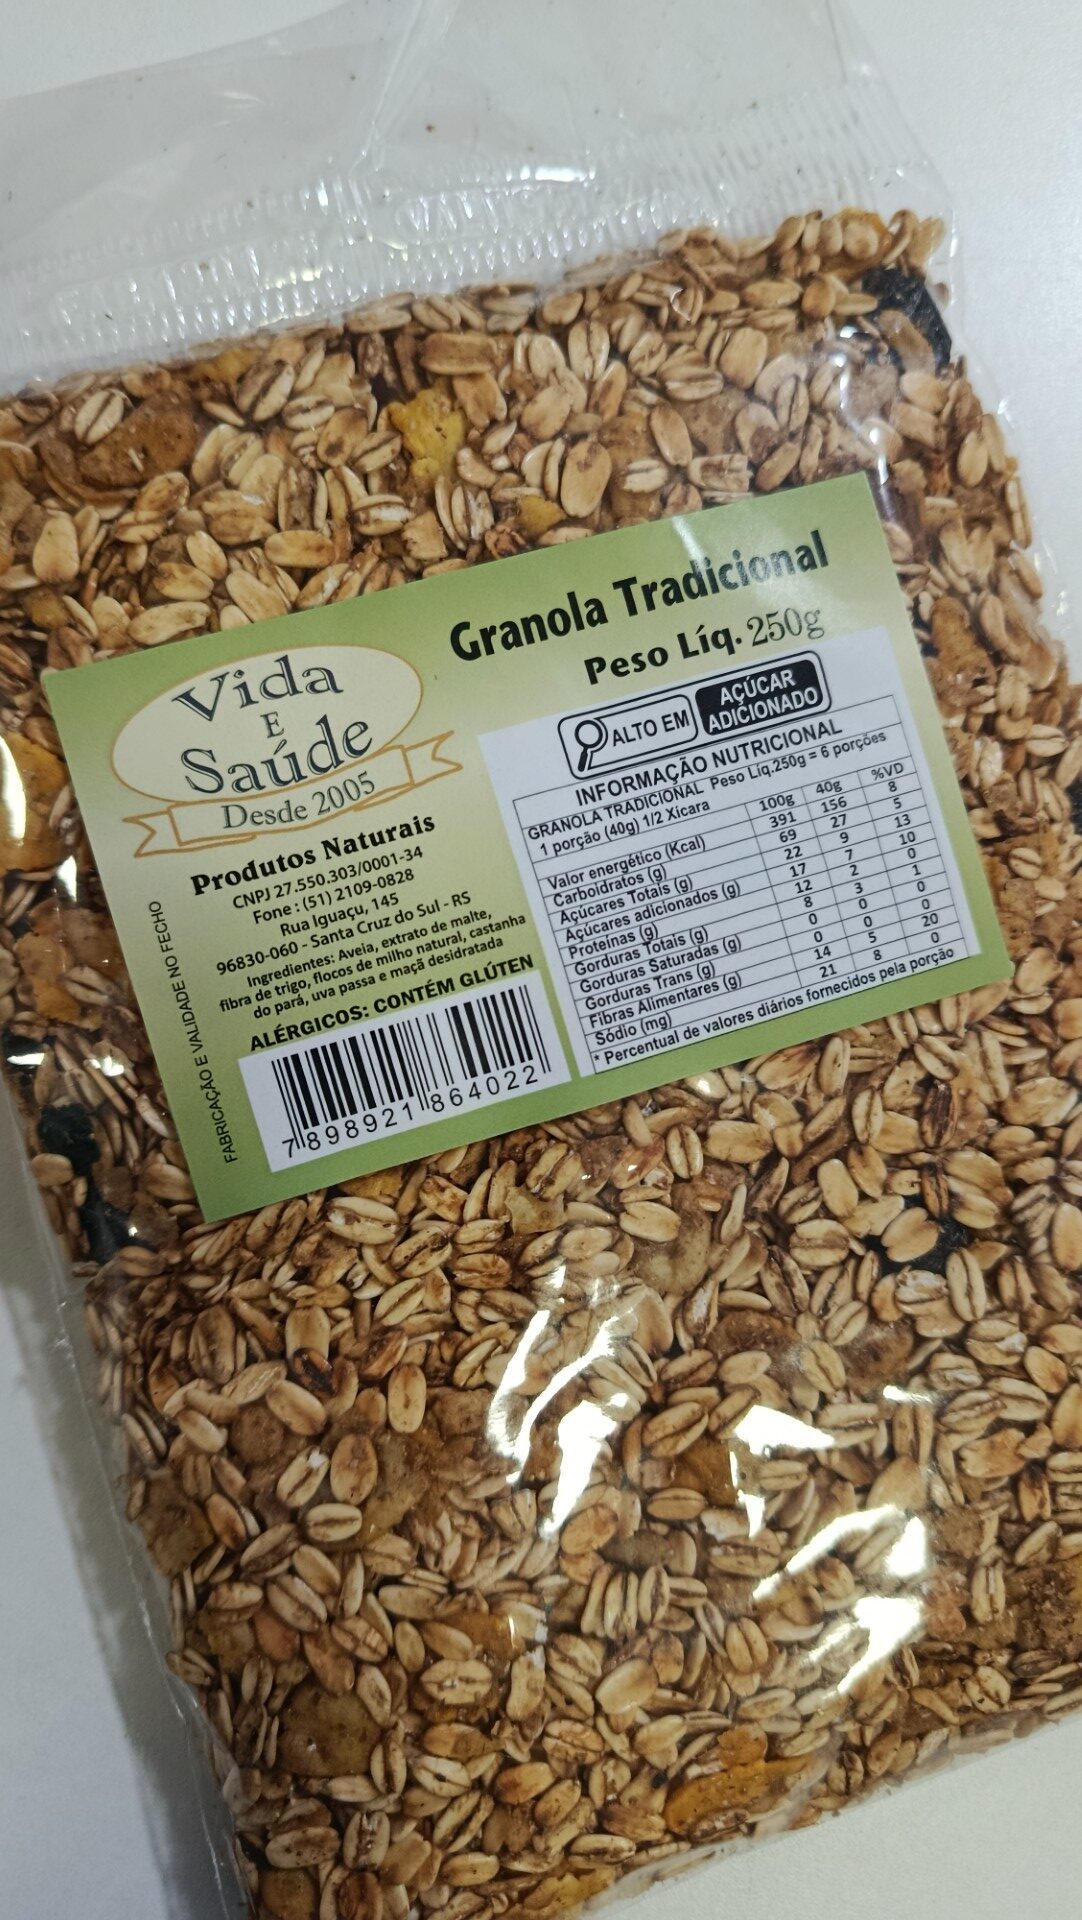 Vida
E
Saúde
Desde 2005
Produtos Naturais
CNPJ 27.550.303/0001-34
Fone : (51) 2109-0828
Rua Iguaçu, 145
96830-060 - Santa Cruz do Sul - RS
Ingredientes: Aveia, extrato de malte,
fibra de trigo, flocos de milho natural, castanha
do pará, uva passa e maçã desidratada
ALÉRGICOS: CONTÉM GLÚTEN
7 898921 864022
FABRICAÇÃO E VALIDADE NO FECHO
Granola Tradicional
Peso Líq. 250g
ALTO EM
AÇÚCAR
ADICIONADO
INFORMAÇÃO NUTRICIONAL
GRANOLA TRADICIONAL Peso Líq.250g = 6 porções
1 porção (40g) 1/2 Xícara
100g 40g %VD
Valor energético (Kcal) 391 156 8
Carboidratos (g) 69 27 5
Açúcares Totais (g) 22 9 13
Açúcares adicionados (g) 17 7 10
Proteínas (g) 12 2 0
Gorduras Totais (g) 8 3 1
Gorduras Saturadas (g) 0 0 0
Gorduras Trans (g) 0 0 0
Fibras Alimentares (g) 14 5 20
Sódio (mg) 21 8 0
* Percentual de valores diários fornecidos pela porção